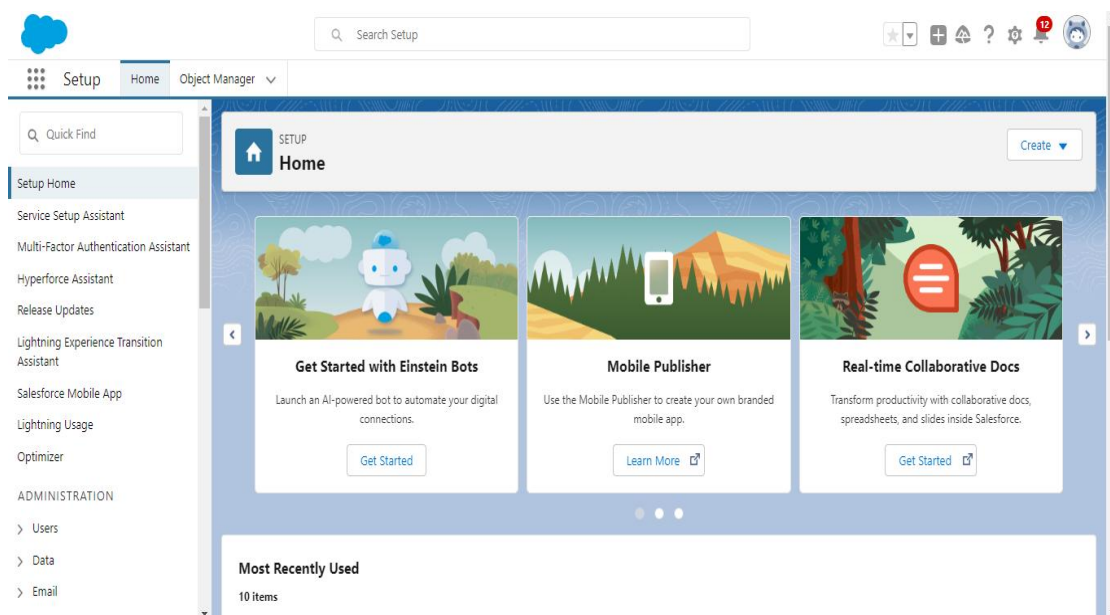 Search Setup
12
Setup
Home
Object Manager
Quick Find
Setup Home
Service Setup Assistant
Multi-Factor Authentication Assistant
Hyperforce Assistant
Release Updates
Lightning Experience Transition
Assistant
Salesforce Mobile App
Lightning Usage
Optimizer
ADMINISTRATION
Users
Data
Email
SETUP
Home
Create
Get Started with Einstein Bots
Launch an AI-powered bot to automate your digital
connections.
Get Started
Mobile Publisher
Use the Mobile Publisher to create your own branded
mobile app.
Learn More
Real-time Collaborative Docs
Transform productivity with collaborative docs,
spreadsheets, and slides inside Salesforce.
Get Started
Most Recently Used
10 items